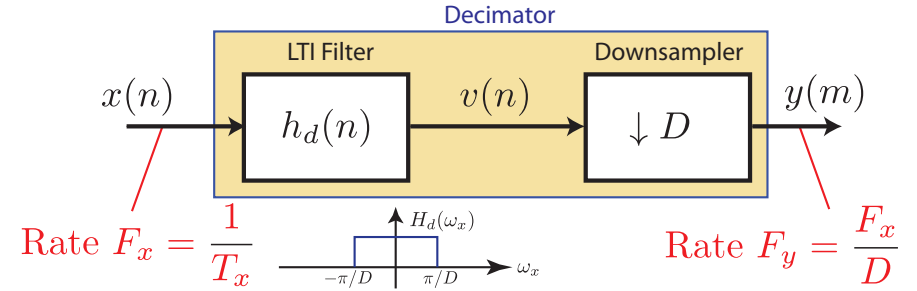 Decimator
LTI Filter
Downsampler
x(n)
h_d(n)
v(n)
↓ D
y(m)
Rate F_x = 1/T_x
H_d(ω_x)
−π/D
π/D
ω_x
Rate F_y = F_x/D